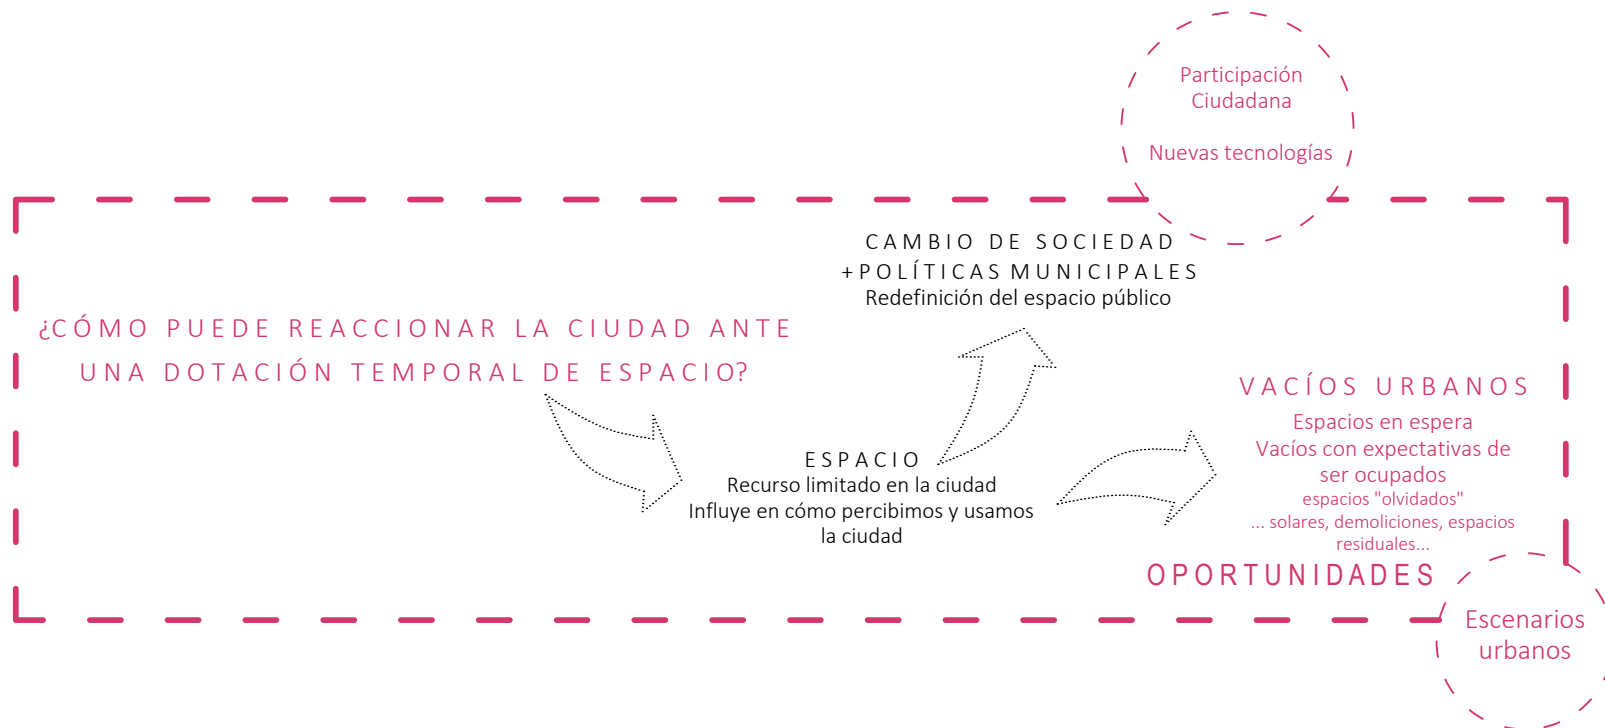 Participación
Ciudadana
Nuevas tecnologías
CAMBIO DE SOCIEDAD
+POLÍTICAS MUNICIPALES
Redefinición del espacio público
¿CÓMO PUEDE REACCIONAR LA CIUDAD ANTE
UNA DOTACIÓN TEMPORAL DE ESPACIO?
ESPACIO
Recurso limitado en la ciudad
Influye en cómo percibimos y usamos
la ciudad
VACÍOS URBANOS
Espacios en espera
Vacíos con expectativas de
ser ocupados
espacios "olvidados"
... solares, demoliciones, espacios
residuales...
OPORTUNIDADES
Escenarios
urbanos